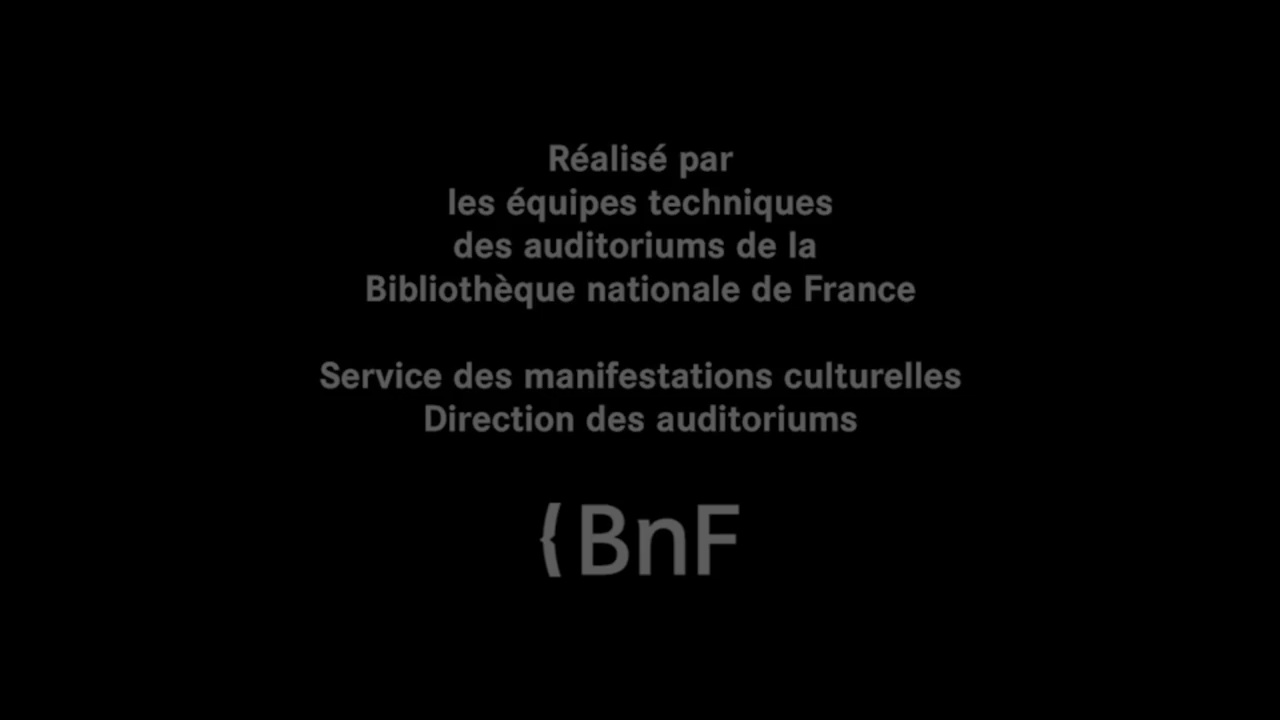 Réalisé par
les équipes techniques
des auditoriums de la
Bibliothèque nationale de France
Service des manifestations culturelles
Direction des auditoriums
{BnF